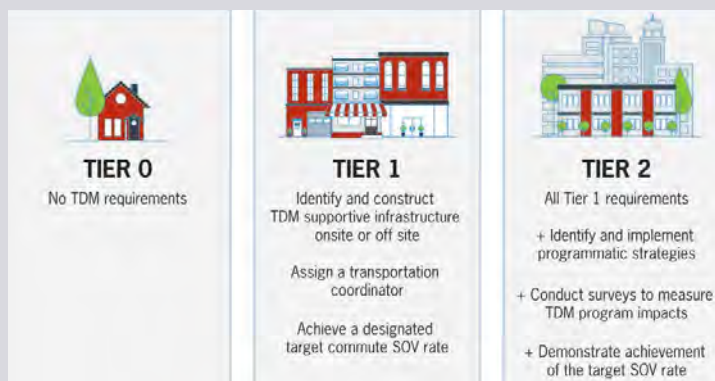 TIER 0
No TDM requirements
TIER 1
Identify and construct
TDM supportive infrastructure
onsite or off site
Assign a transportation
coordinator
Achieve a designated
target commute SOV rate
TIER 2
All Tier 1 requirements
+ Identify and implement
programmatic strategies
+ Conduct surveys to measure
TDM program impacts
+ Demonstrate achievement
of the target SOV rate